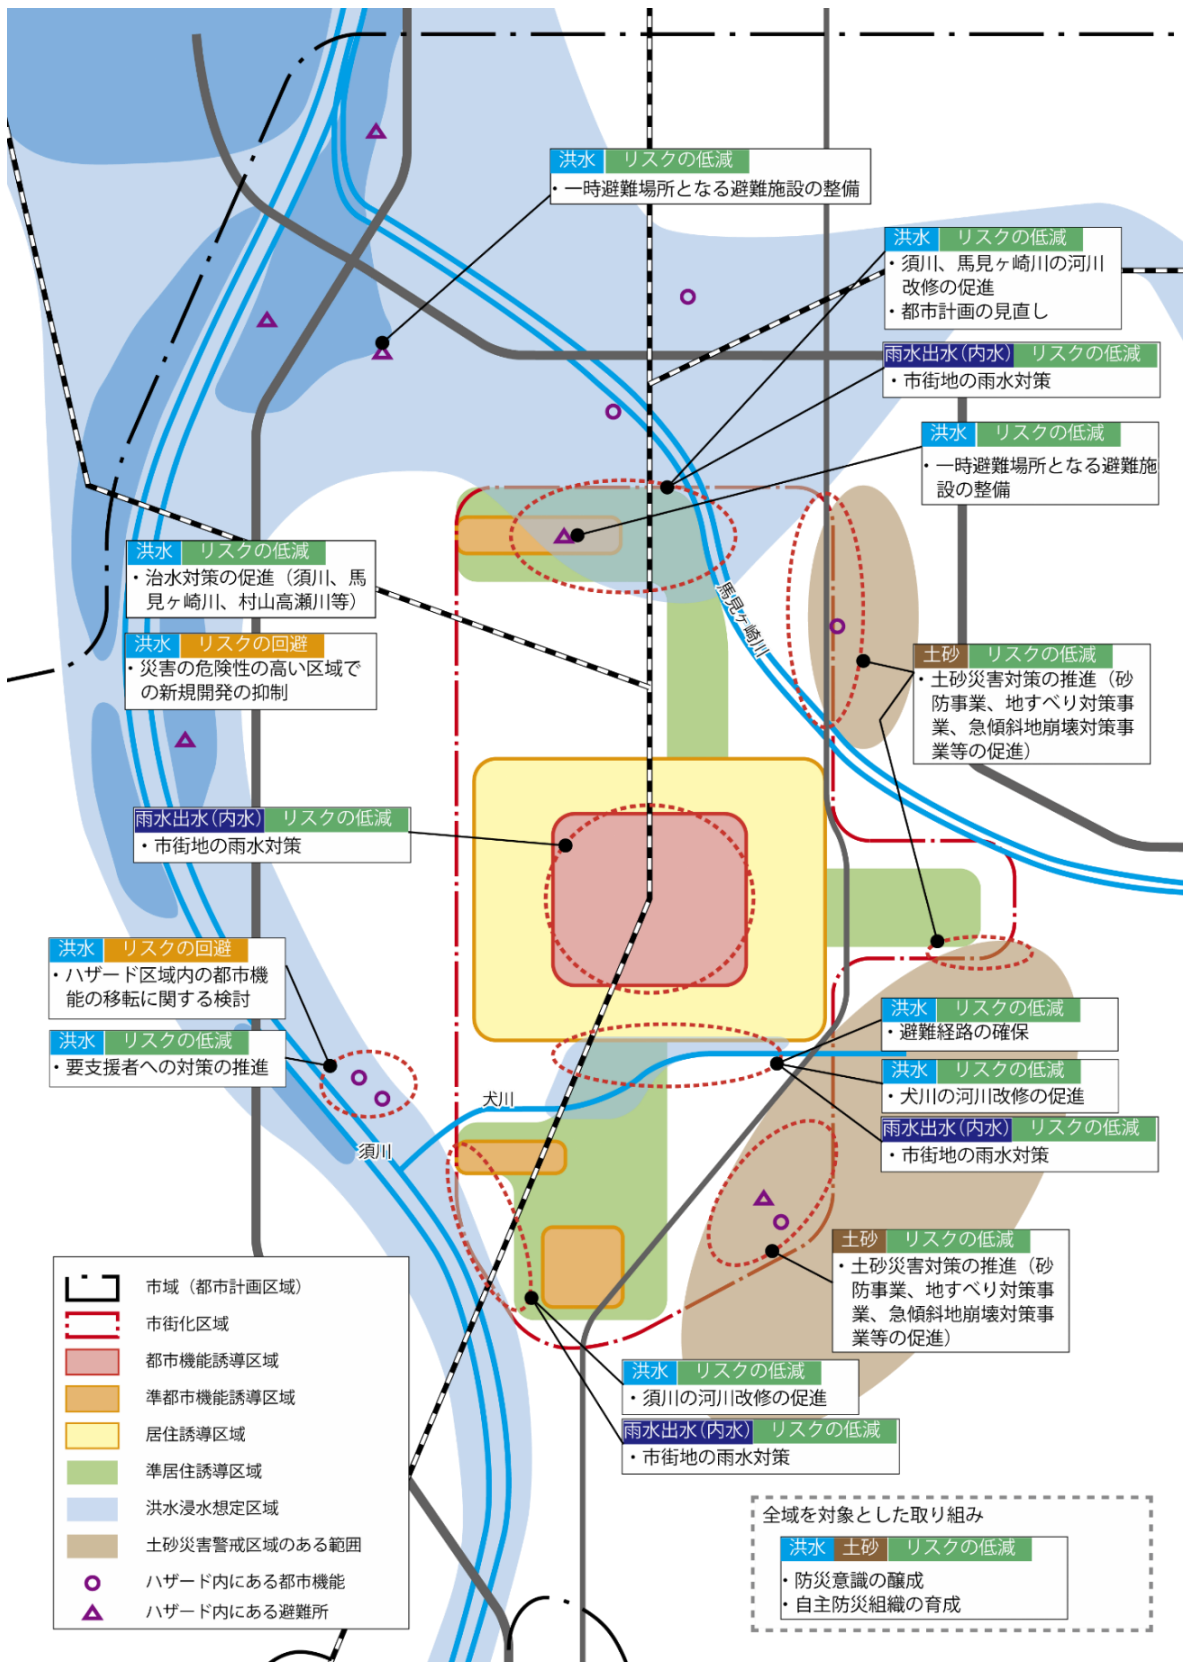 洪水 リスクの低減
・一時避難場所となる避難施設の整備
洪水 リスクの低減
・須川、馬見ヶ崎川の河川
改修の促進
・都市計画の見直し
雨水出水(内水) リスクの低減
・市街地の雨水対策
洪水 リスクの低減
・一時避難場所となる避難施
設の整備
洪水 リスクの低減
・治水対策の促進（須川、馬
見ヶ崎川、村山高瀬川等）
洪水 リスクの回避
・災害の危険性の高い区域で
の新規開発の抑制
馬見ヶ崎川
土砂 リスクの低減
・土砂災害対策の推進（砂
防事業、地すべり対策事
業、急傾斜地崩壊対策事
業等の促進）
雨水出水(内水) リスクの低減
・市街地の雨水対策
洪水 リスクの回避
・ハザード区域内の都市機
能の移転に関する検討
洪水 リスクの低減
・要支援者への対策の推進
洪水 リスクの低減
・避難経路の確保
洪水 リスクの低減
・犬川の河川改修の促進
雨水出水(内水) リスクの低減
・市街地の雨水対策
犬川
須川
土砂 リスクの低減
・土砂災害対策の推進（砂
防事業、地すべり対策事
業、急傾斜地崩壊対策事
業等の促進）
洪水 リスクの低減
・須川の河川改修の促進
雨水出水(内水) リスクの低減
・市街地の雨水対策
市域（都市計画区域）
市街化区域
都市機能誘導区域
準都市機能誘導区域
居住誘導区域
準居住誘導区域
洪水浸水想定区域
土砂災害警戒区域のある範囲
ハザード内にある都市機能
ハザード内にある避難所
全域を対象とした取り組み
洪水 土砂 リスクの低減
・防災意識の醸成
・自主防災組織の育成